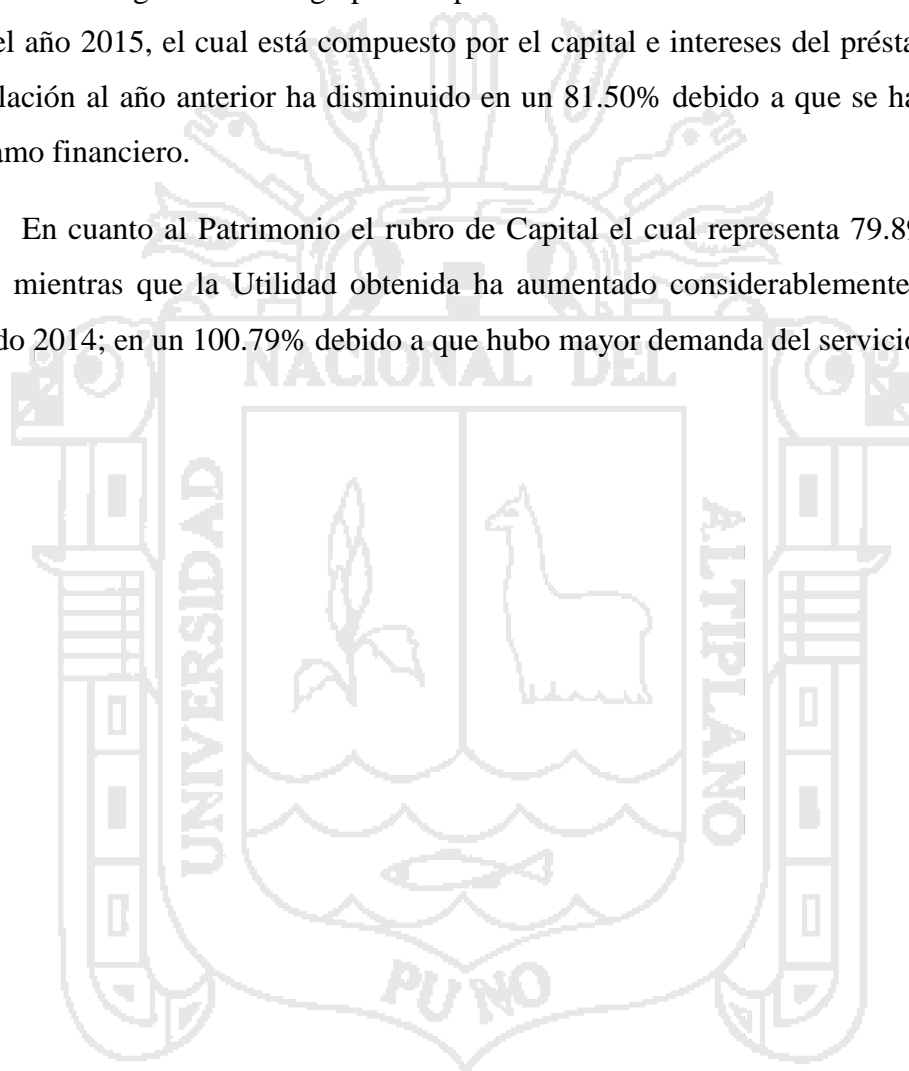 el año 2015, el cual está compuesto por el capital e intereses del présta
lación al año anterior ha disminuido en un 81.50% debido a que se ha
amo financiero.
En cuanto al Patrimonio el rubro de Capital el cual representa 79.89
mientras que la Utilidad obtenida ha aumentado considerablemente
do 2014; en un 100.79% debido a que hubo mayor demanda del servicio
NACIONAL DEL
UNIVERSIDAD
ALTIPLANO
PUNO